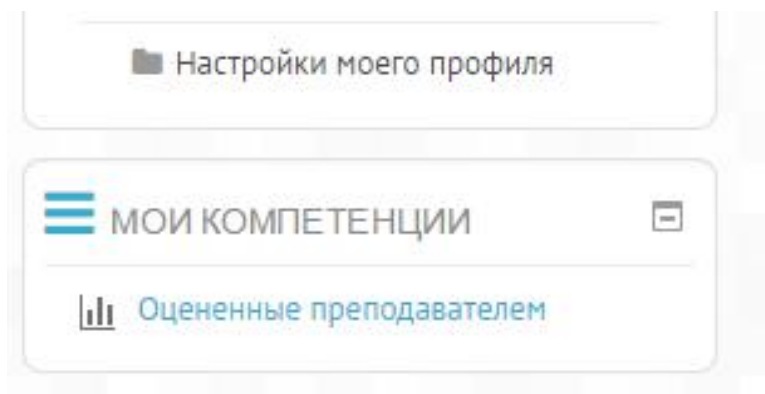 Настройки моего профиля
МОИ КОМПЕТЕНЦИИ
Оцененные преподавателем